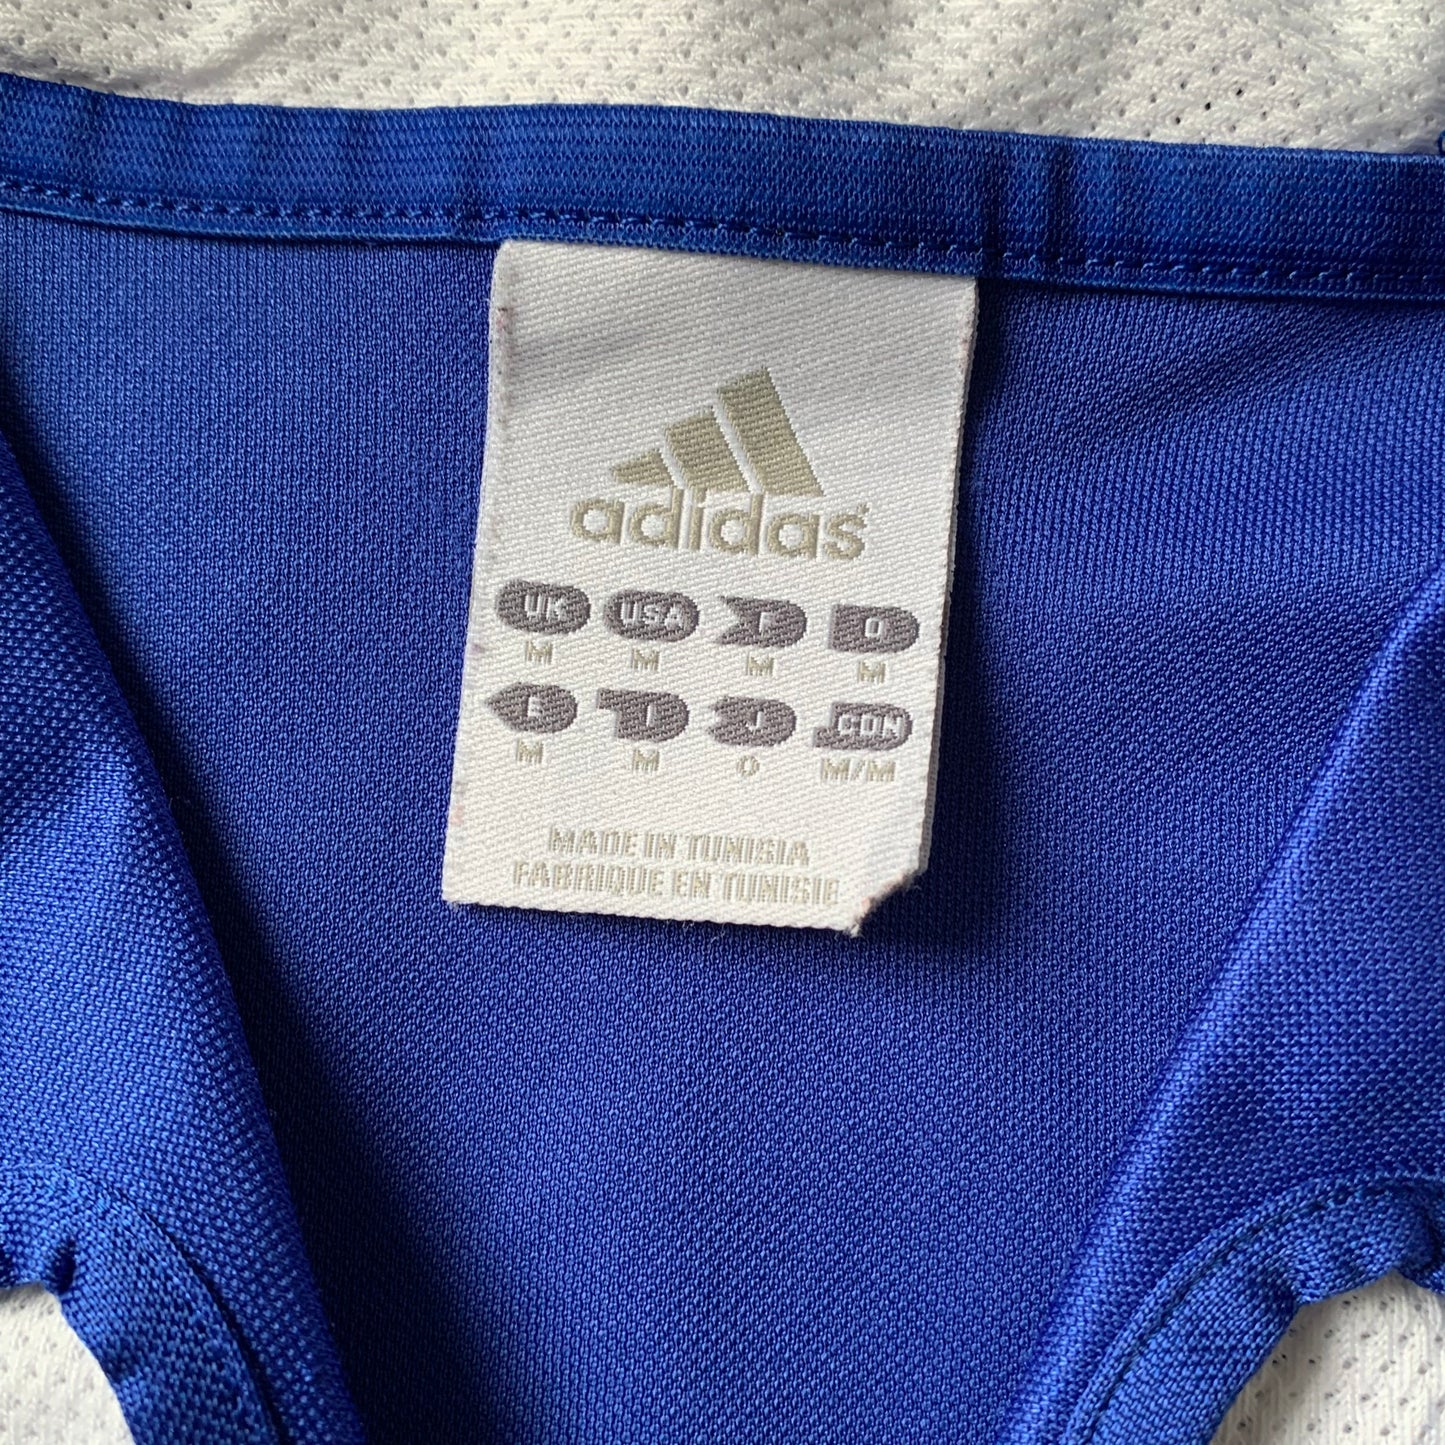 adidas
UK USA F D
M M M M
E I J CDN
M M O M/M
MADE IN TUNISIA
FABRIQUE EN TUNISIE